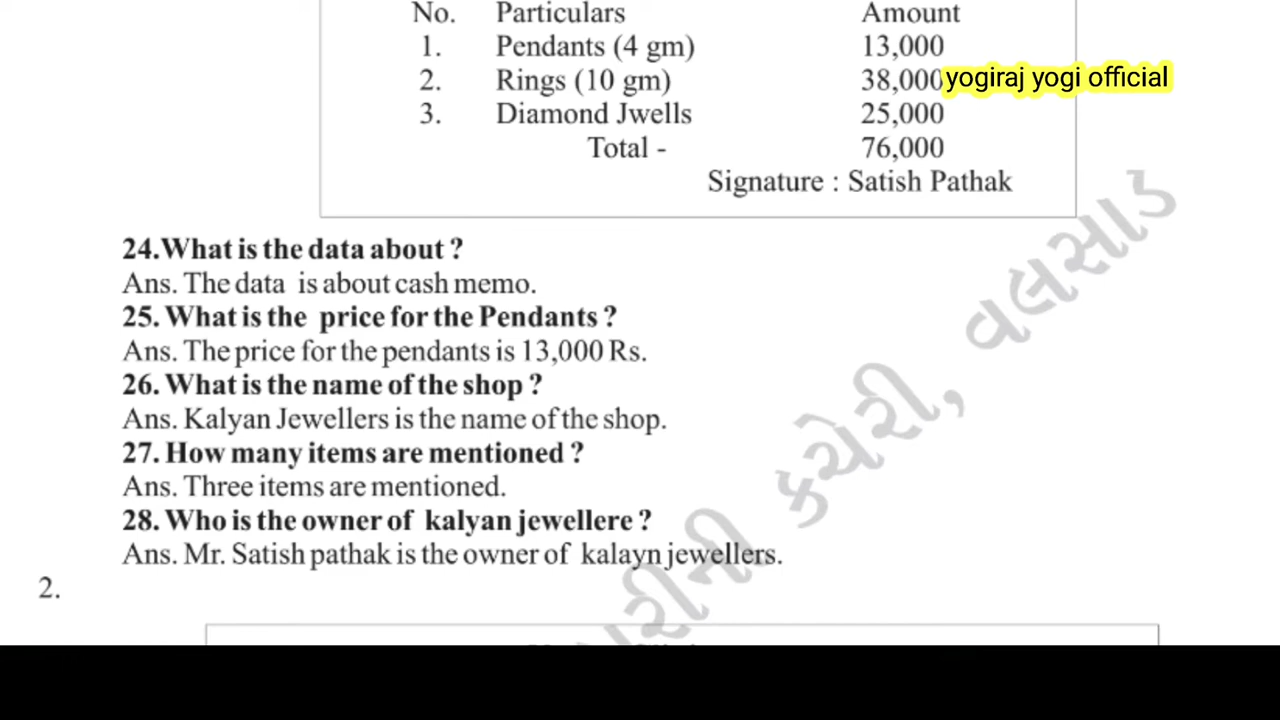 No. Particulars Amount
1. Pendants (4 gm) 13,000
2. Rings (10 gm) 38,000 yogiraj yogi official
3. Diamond Jwells 25,000
Total - 76,000
Signature : Satish Pathak
24.What is the data about ?
Ans. The data is about cash memo.
25. What is the price for the Pendants ?
Ans. The price for the pendants is 13,000 Rs.
26. What is the name of the shop ?
Ans. Kalyan Jewellers is the name of the shop.
27. How many items are mentioned ?
Ans. Three items are mentioned.
28. Who is the owner of kalyan jewellere ?
Ans. Mr. Satish pathak is the owner of kalayn jewellers.
2.
કચેરી, વલસાડ